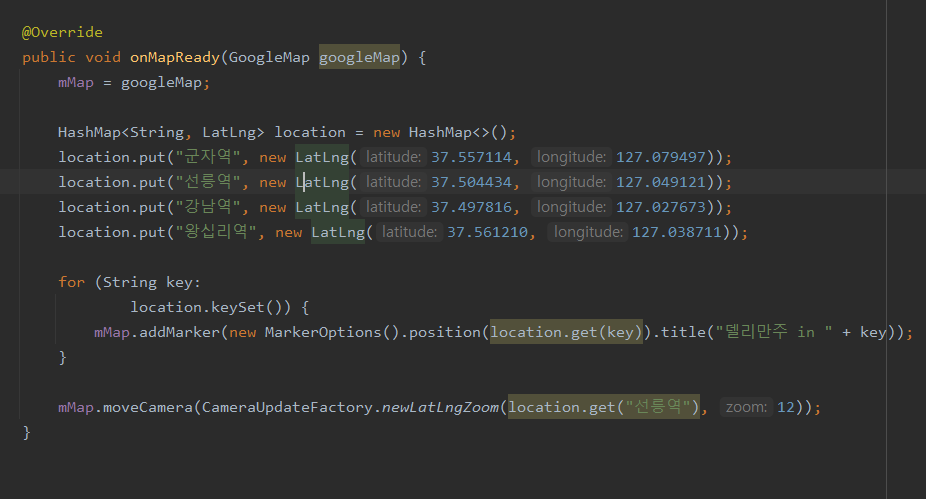 @Override
public void onMapReady(GoogleMap googleMap) {
mMap = googleMap;
HashMap<String, LatLng> location = new HashMap<>();
location.put("군자역", new LatLng( latitude: 37.557114, longitude: 127.079497));
location.put("선릉역", new LatLng( latitude: 37.504434, longitude: 127.049121));
location.put("강남역", new LatLng( latitude: 37.497816, longitude: 127.027673));
location.put("왕십리역", new LatLng( latitude: 37.561210, longitude: 127.038711));
for (String key:
location.keySet()) {
mMap.addMarker(new MarkerOptions().position(location.get(key)).title("델리만주 in " + key));
}
mMap.moveCamera(CameraUpdateFactory.newLatLngZoom(location.get("선릉역"), zoom: 12));
}